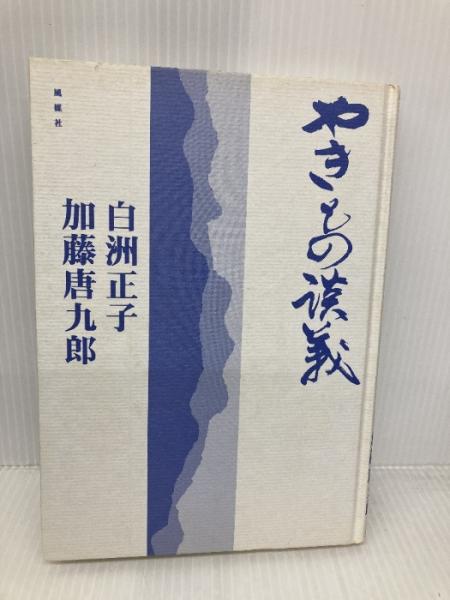 やきもの談義
白洲正子
加藤唐九郎
風媒社